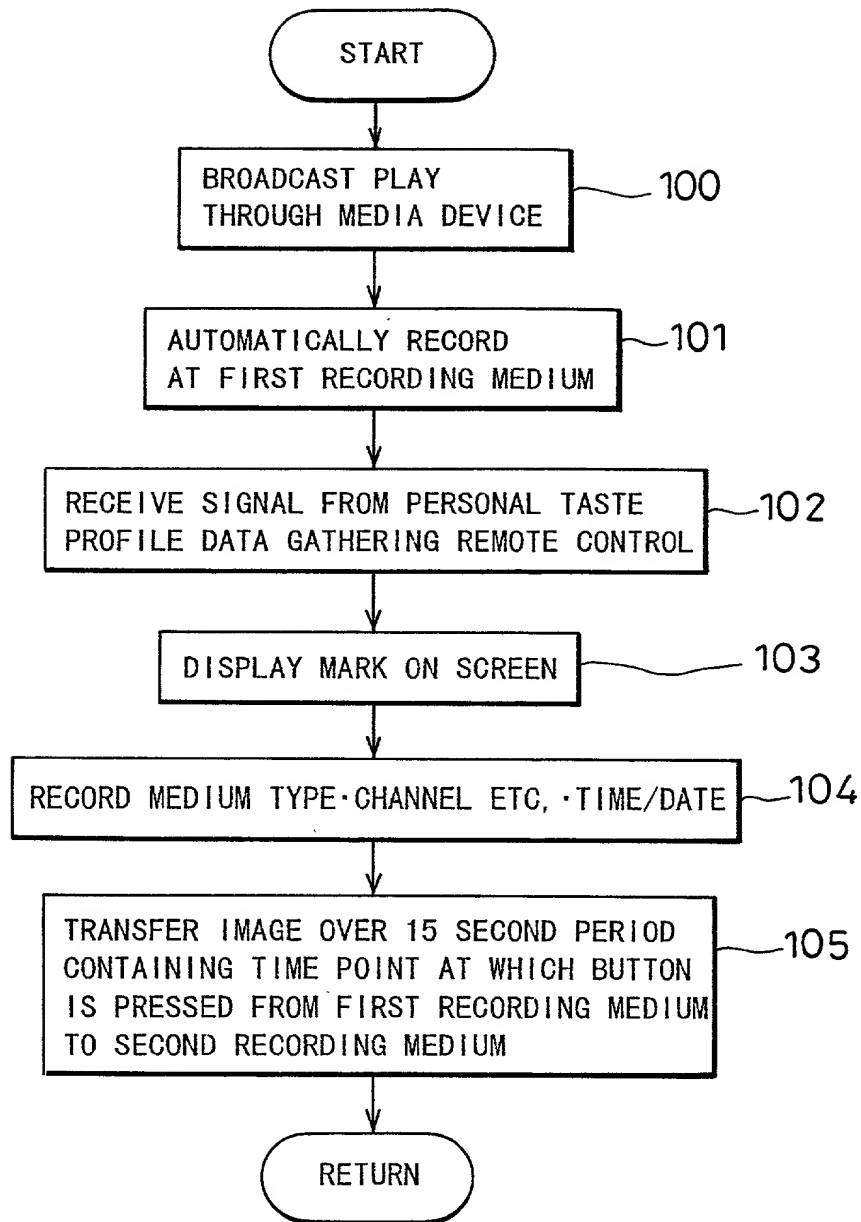 START
BROADCAST PLAY
THROUGH MEDIA DEVICE
100
AUTOMATICALLY RECORD
AT FIRST RECORDING MEDIUM
101
RECEIVE SIGNAL FROM PERSONAL TASTE
PROFILE DATA GATHERING REMOTE CONTROL
102
DISPLAY MARK ON SCREEN
103
RECORD MEDIUM TYPE·CHANNEL ETC, ·TIME/DATE
104
TRANSFER IMAGE OVER 15 SECOND PERIOD
CONTAINING TIME POINT AT WHICH BUTTON
IS PRESSED FROM FIRST RECORDING MEDIUM
TO SECOND RECORDING MEDIUM
105
RETURN